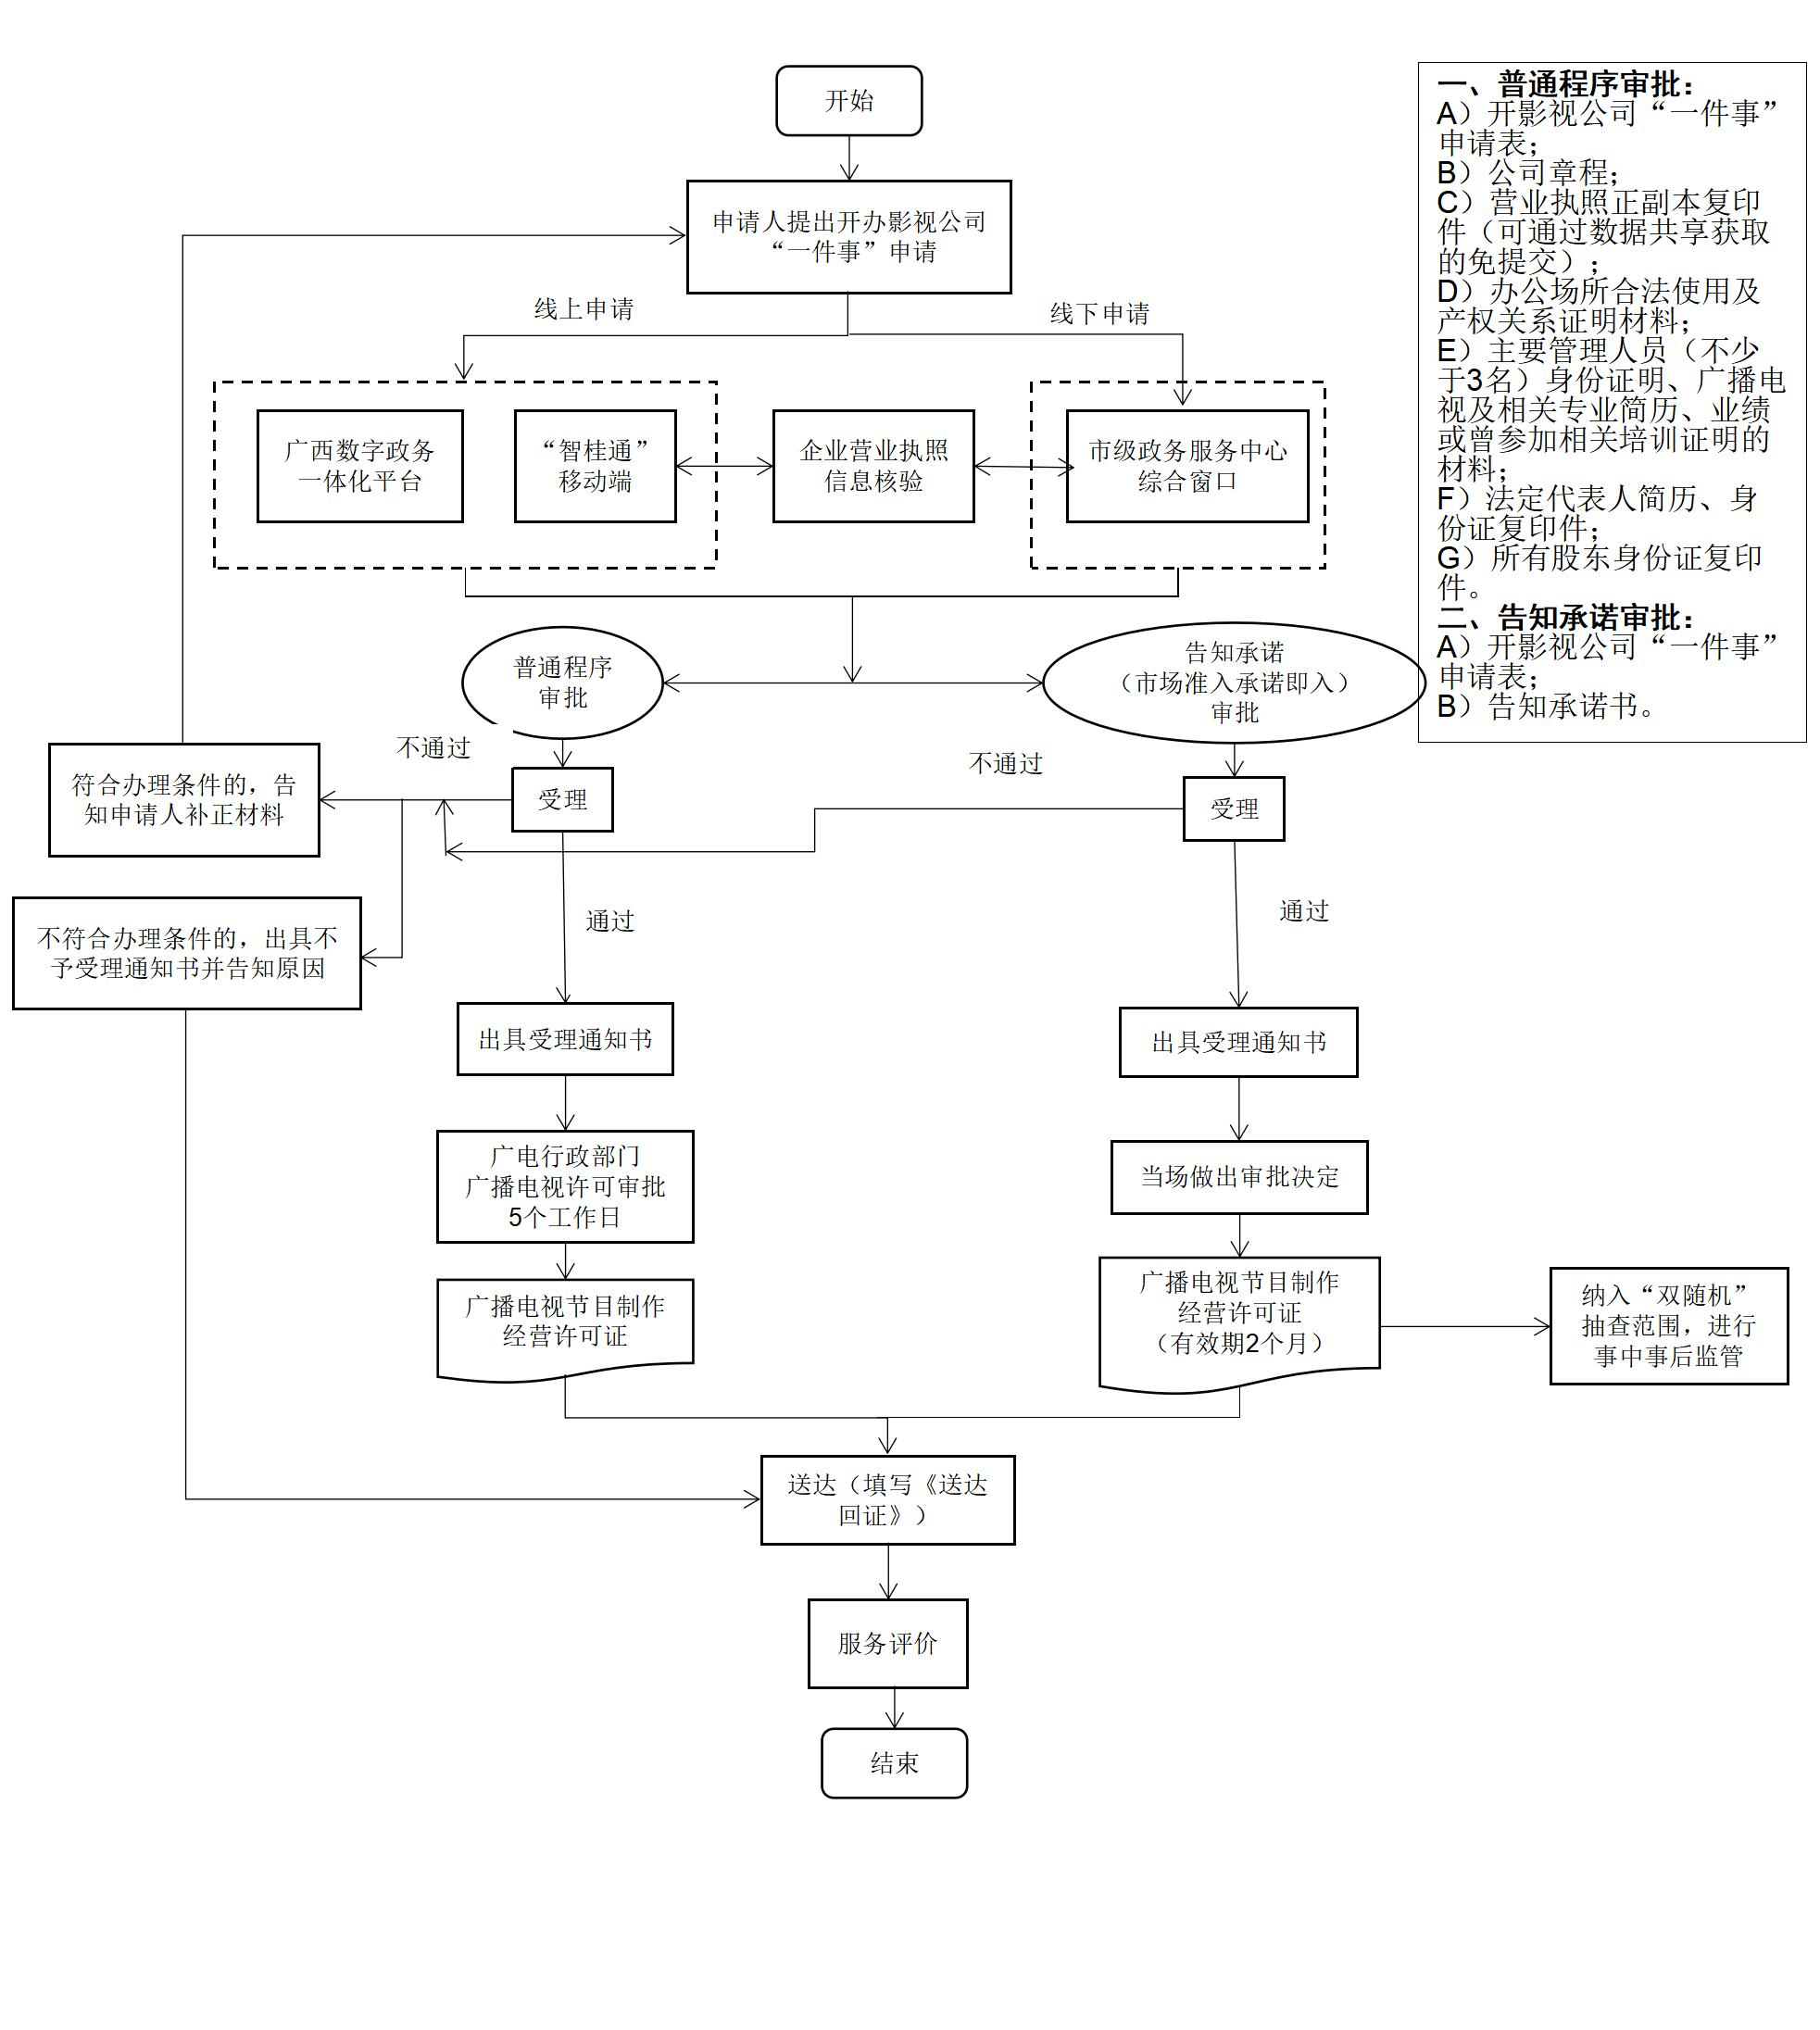 开始
申请人提出开办影视公司
“一件事”申请
线上申请
线下申请
广西数字政务
一体化平台
“智桂通”
移动端
企业营业执照
信息核验
市级政务服务中心
综合窗口
普通程序
审批
告知承诺
（市场准入承诺即入）
审批
不通过
不通过
符合办理条件的，告
知申请人补正材料
受理
受理
不符合办理条件的，出具不
予受理通知书并告知原因
通过
通过
出具受理通知书
出具受理通知书
广电行政部门
广播电视许可审批
5个工作日
当场做出审批决定
广播电视节目制作
经营许可证
广播电视节目制作
经营许可证
（有效期2个月）
纳入“双随机”
抽查范围，进行
事中事后监管
送达（填写《送达
回证》）
服务评价
结束
一、普通程序审批：
A）开影视公司“一件事”
申请表；
B）公司章程；
C）营业执照正副本复印
件（可通过数据共享获取
的免提交）；
D）办公场所合法使用及
产权关系证明材料；
E）主要管理人员（不少
于3名）身份证明、广播电
视及相关专业简历、业绩
或曾参加相关培训证明的
材料；
F）法定代表人简历、身
份证复印件；
G）所有股东身份证复印
件。
二、告知承诺审批：
A）开影视公司“一件事”
申请表；
B）告知承诺书。